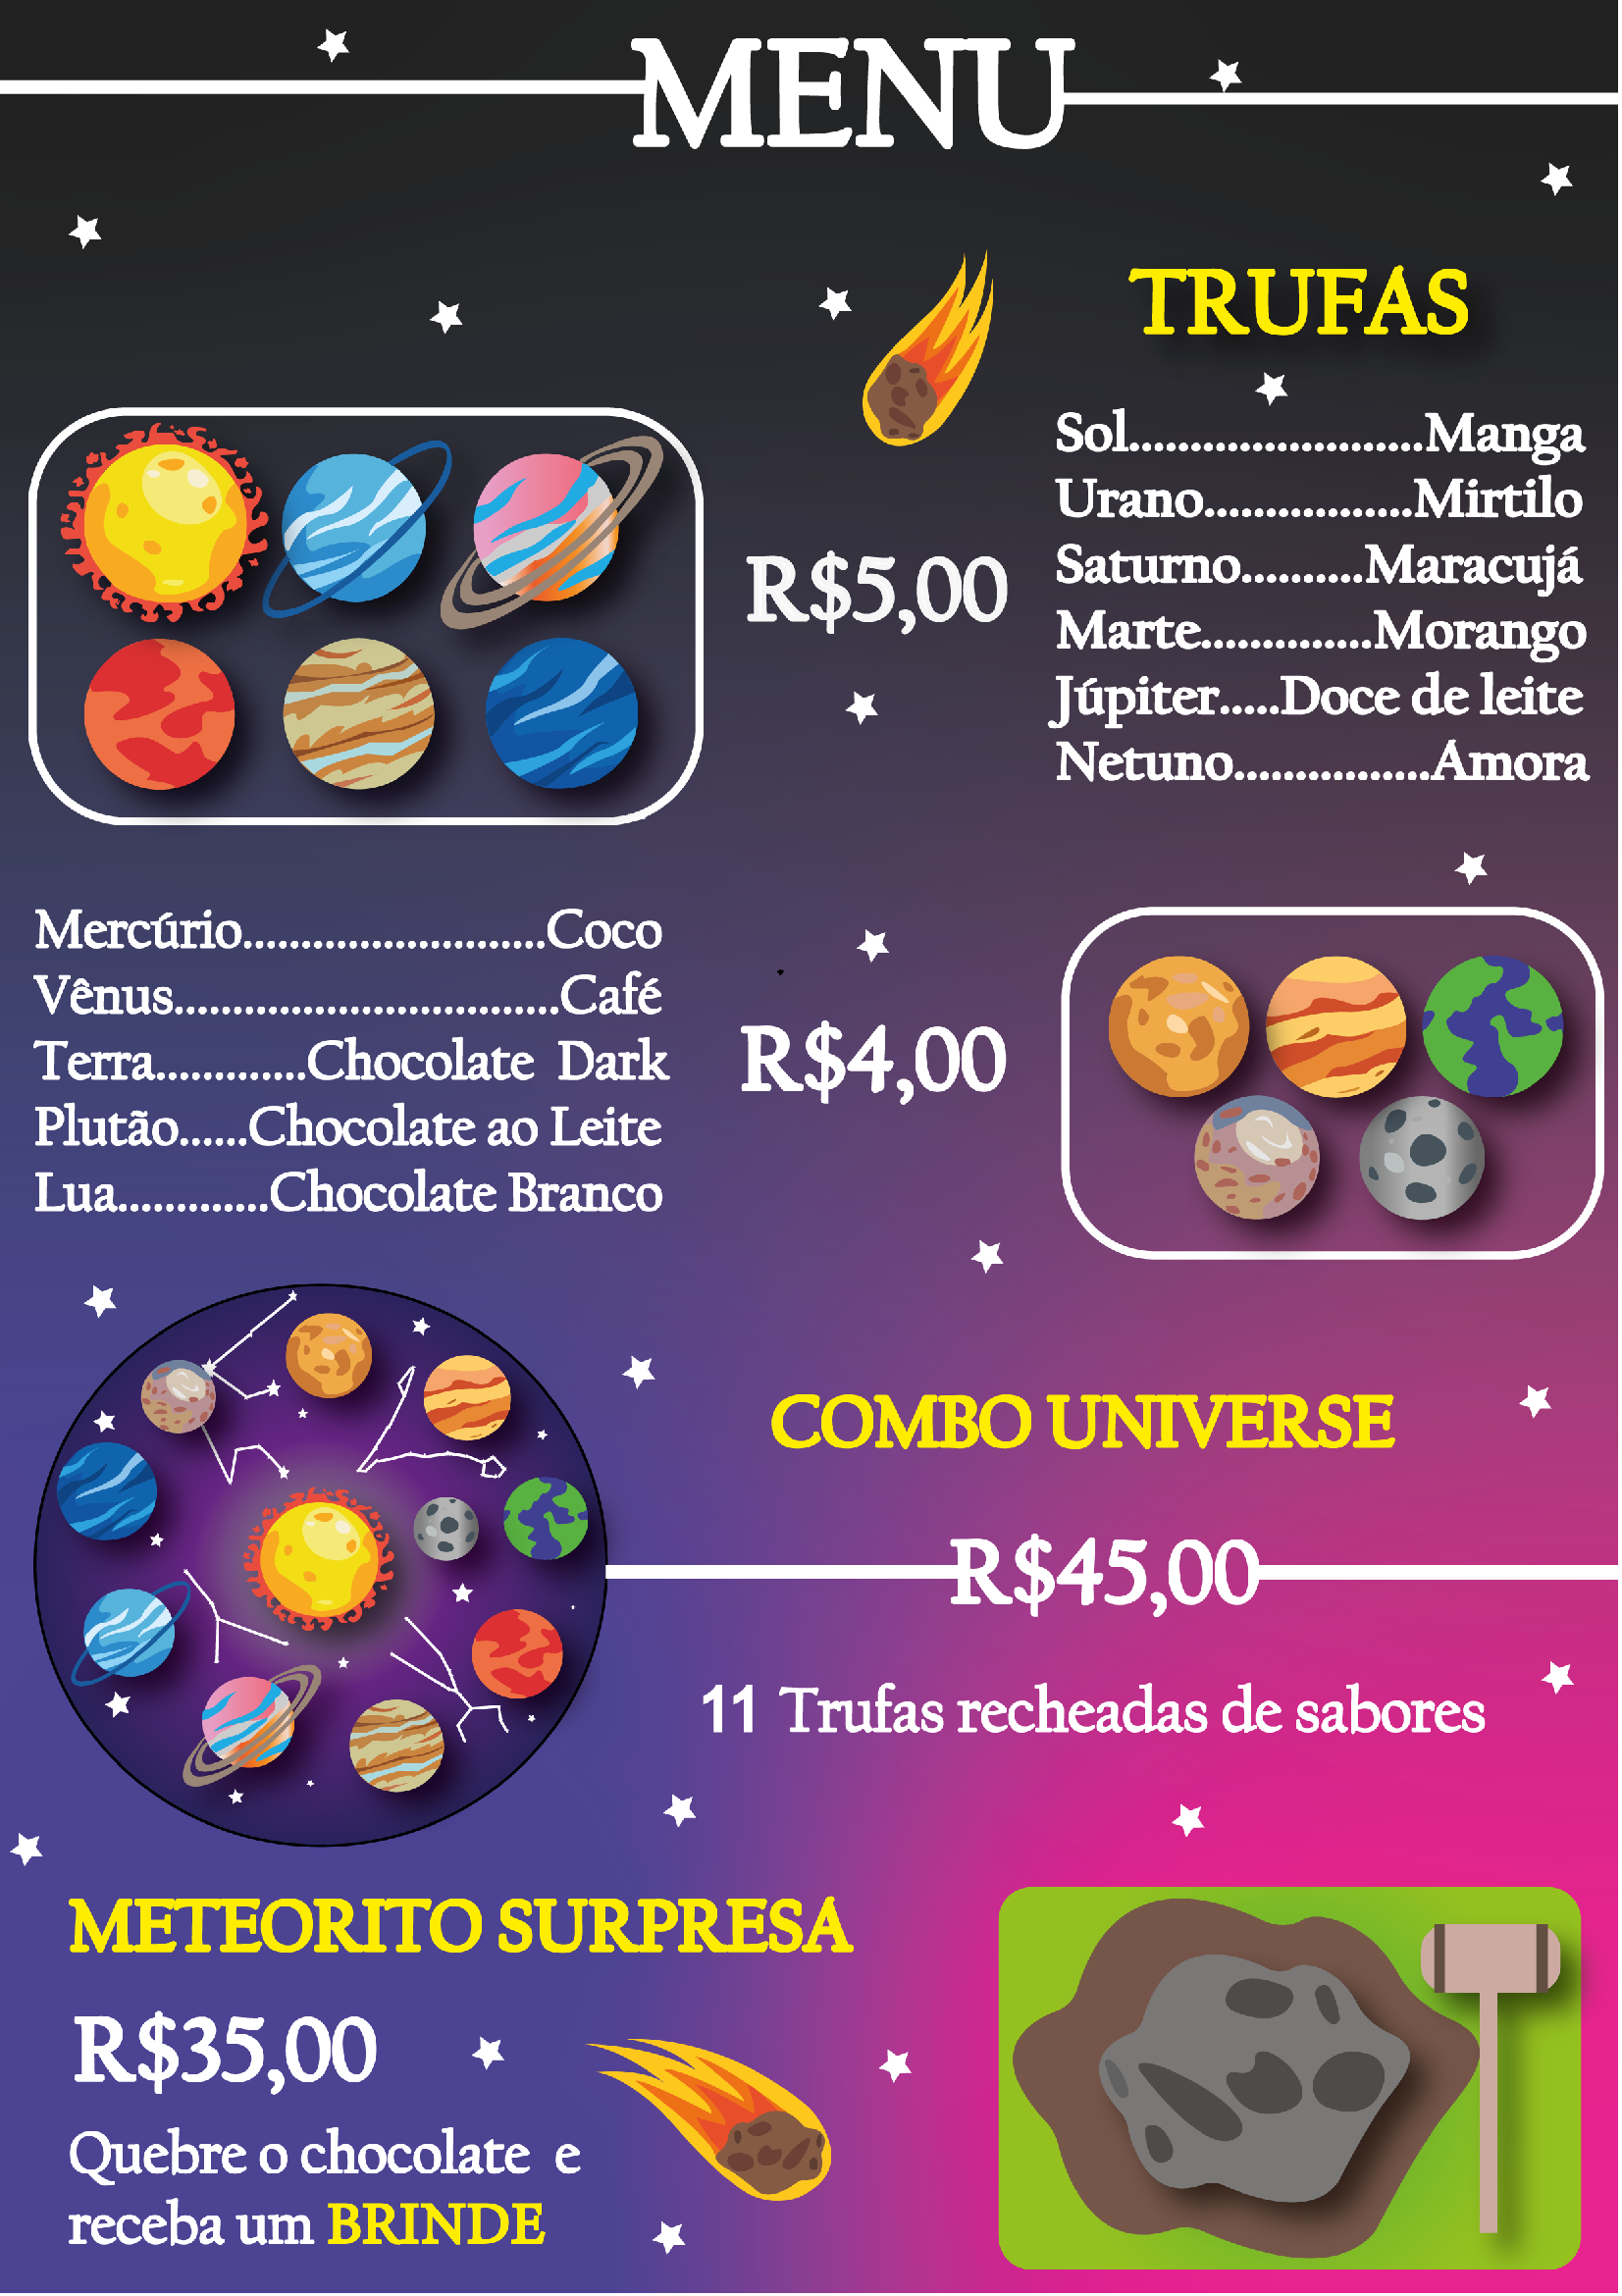 MENU
TRUFAS
Sol........................Manga
Urano.................Mirtilo
Saturno..........Maracujá
Marte..............Morango
Júpiter.....Doce de leite
Netuno................Amora
R$5,00
Mercúrio..........................Coco
Vênus.................................Café
Terra.............Chocolate Dark
Plutão......Chocolate ao Leite
Lua.............Chocolate Branco
R$4,00
COMBO UNIVERSE
R$45,00
11 Trufas recheadas de sabores
METEORITO SURPRESA
R$35,00
Quebre o chocolate e
receba um BRINDE